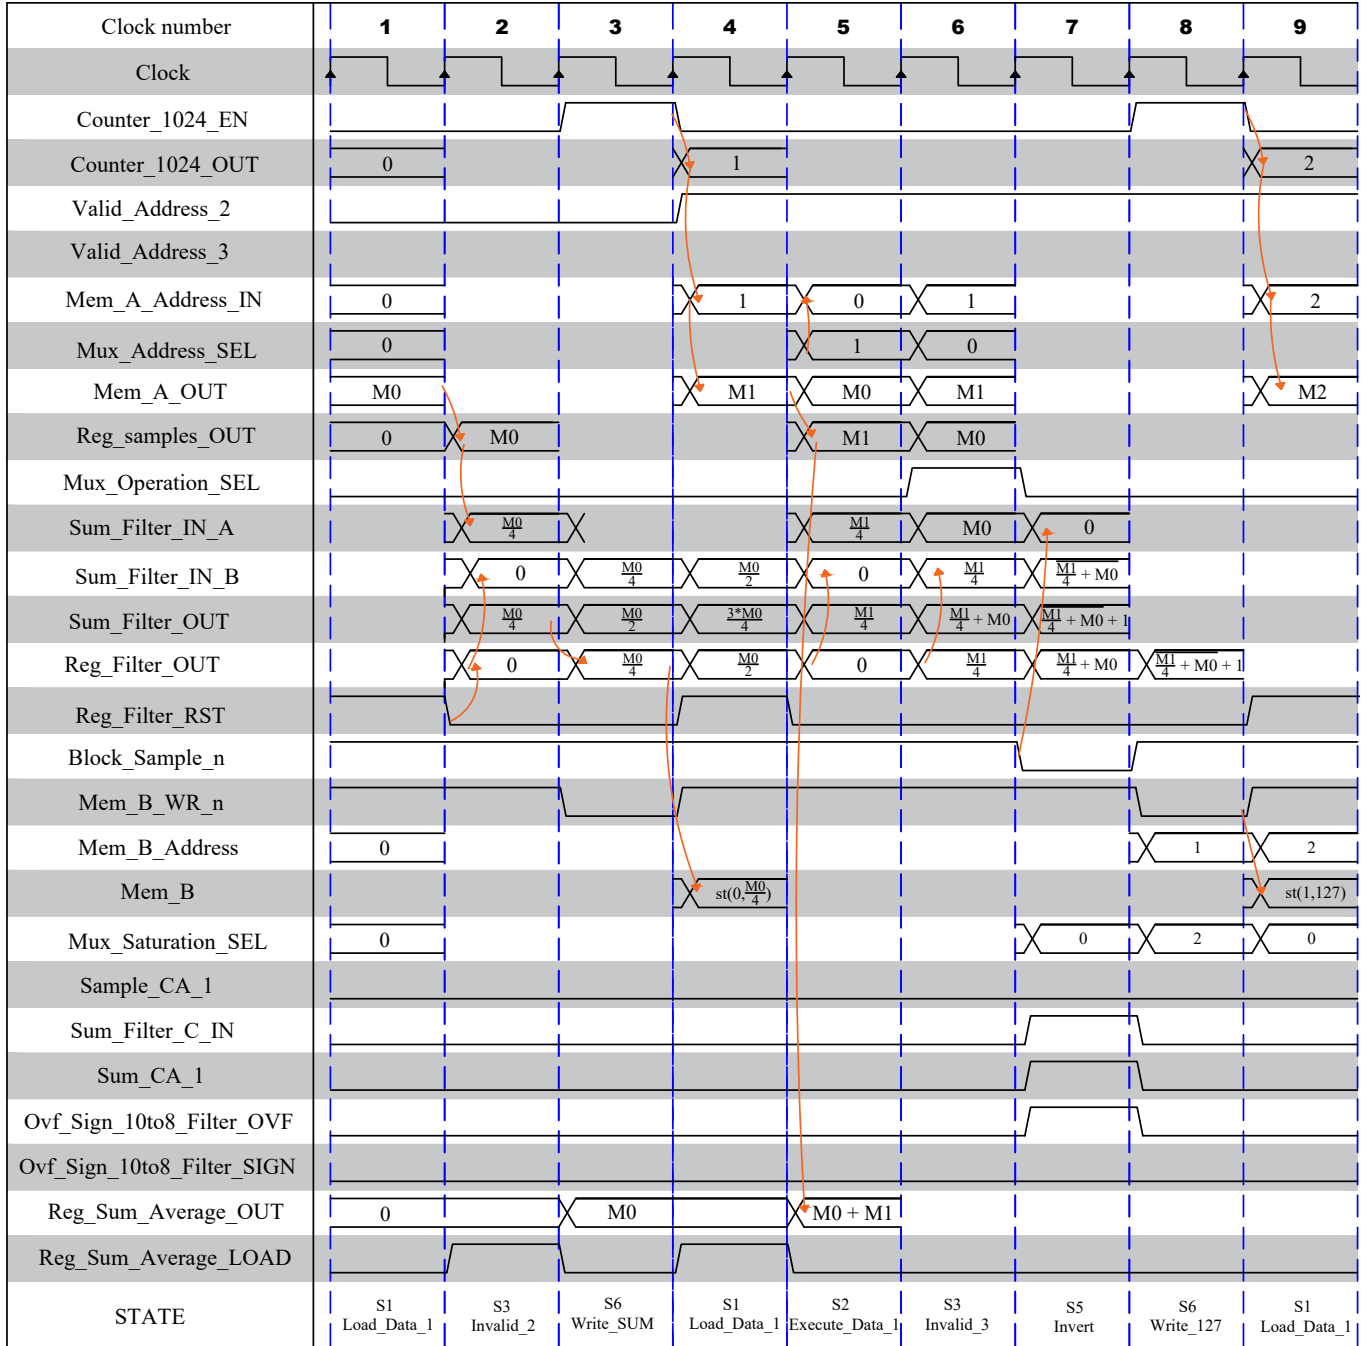 Clock number 1 2 3 4 5 6 7 8 9
Clock
Counter_1024_EN
Counter_1024_OUT 0 1 2
Valid_Address_2
Valid_Address_3
Mem_A_Address_IN 0 1 0 1 2
Mux_Address_SEL 0 1 0
Mem_A_OUT M0 M1 M0 M1 M2
Reg_samples_OUT 0 M0 M1 M0
Mux_Operation_SEL
Sum_Filter_IN_A M0/4 M1/4 M0 0
Sum_Filter_IN_B 0 M0/4 M0/2 0 M1/4 M1/4 + M0
Sum_Filter_OUT M0/4 M0/2 3*M0/4 M1/4 M1/4 + M0 M1/4 + M0 + 1
Reg_Filter_OUT 0 M0/4 M0/2 0 M1/4 M1/4 + M0 M1/4 + M0 + 1
Reg_Filter_RST
Block_Sample_n
Mem_B_WR_n
Mem_B_Address 0 1 2
Mem_B st(0,M0/4) st(1,127)
Mux_Saturation_SEL 0 0 2 0
Sample_CA_1
Sum_Filter_C_IN
Sum_CA_1
Ovf_Sign_10to8_Filter_OVF
Ovf_Sign_10to8_Filter_SIGN
Reg_Sum_Average_OUT 0 M0 M0 + M1
Reg_Sum_Average_LOAD
STATE
S1 S3 S6 S1 S2 S3 S5 S6 S1
Load_Data_1 Invalid_2 Write_SUM Load_Data_1 Execute_Data_1 Invalid_3 Invert Write_127 Load_Data_1